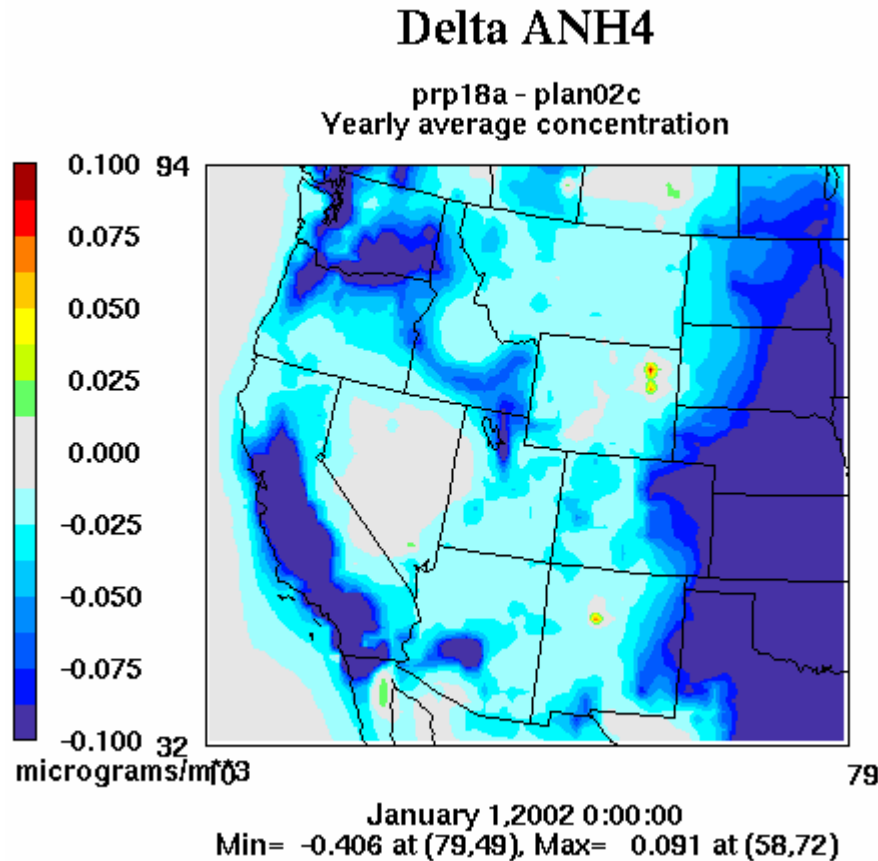 Delta ANH4
prp18a - plan02c
Yearly average concentration
0.100
0.075
0.050
0.025
0.000
-0.025
-0.050
-0.075
-0.100
94
32
micrograms/m**3
79
January 1,2002 0:00:00
Min= -0.406 at (79,49), Max= 0.091 at (58,72)